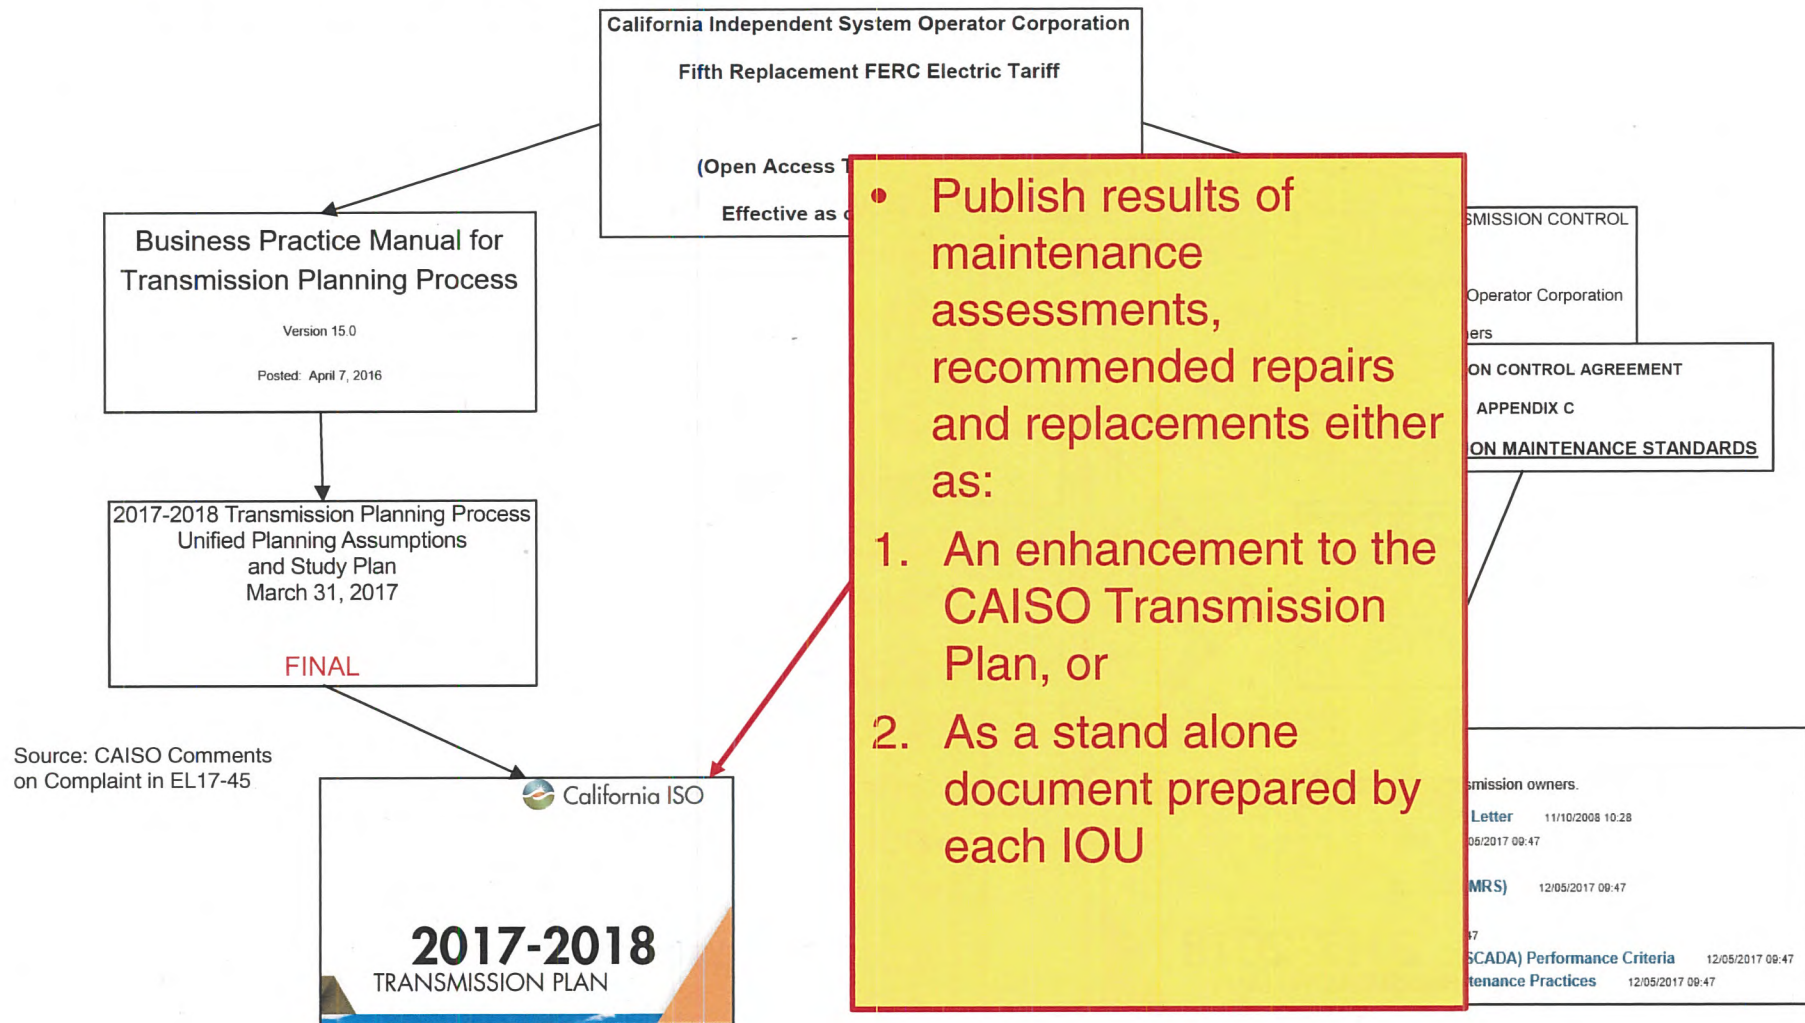 California Independent System Operator Corporation
Fifth Replacement FERC Electric Tariff
(Open Access
Effective as
Business Practice Manual for
Transmission Planning Process
Version 15.0
Posted: April 7, 2016
2017-2018 Transmission Planning Process
Unified Planning Assumptions
and Study Plan
March 31, 2017
FINAL
Source: CAISO Comments
on Complaint in EL17-45
California ISO
2017-2018
TRANSMISSION PLAN
• Publish results of
maintenance
assessments,
recommended repairs
and replacements either
as:
1. An enhancement to the
CAISO Transmission
Plan, or
2. As a stand alone
document prepared by
each IOU
SMISSION CONTROL
Operator Corporation
ers
ON CONTROL AGREEMENT
APPENDIX C
ON MAINTENANCE STANDARDS
smission owners.
Letter 11/10/2008 10:28
05/2017 09:47
MRS) 12/05/2017 09:47
47
SCADA) Performance Criteria 12/05/2017 09:47
tenance Practices 12/05/2017 09:47